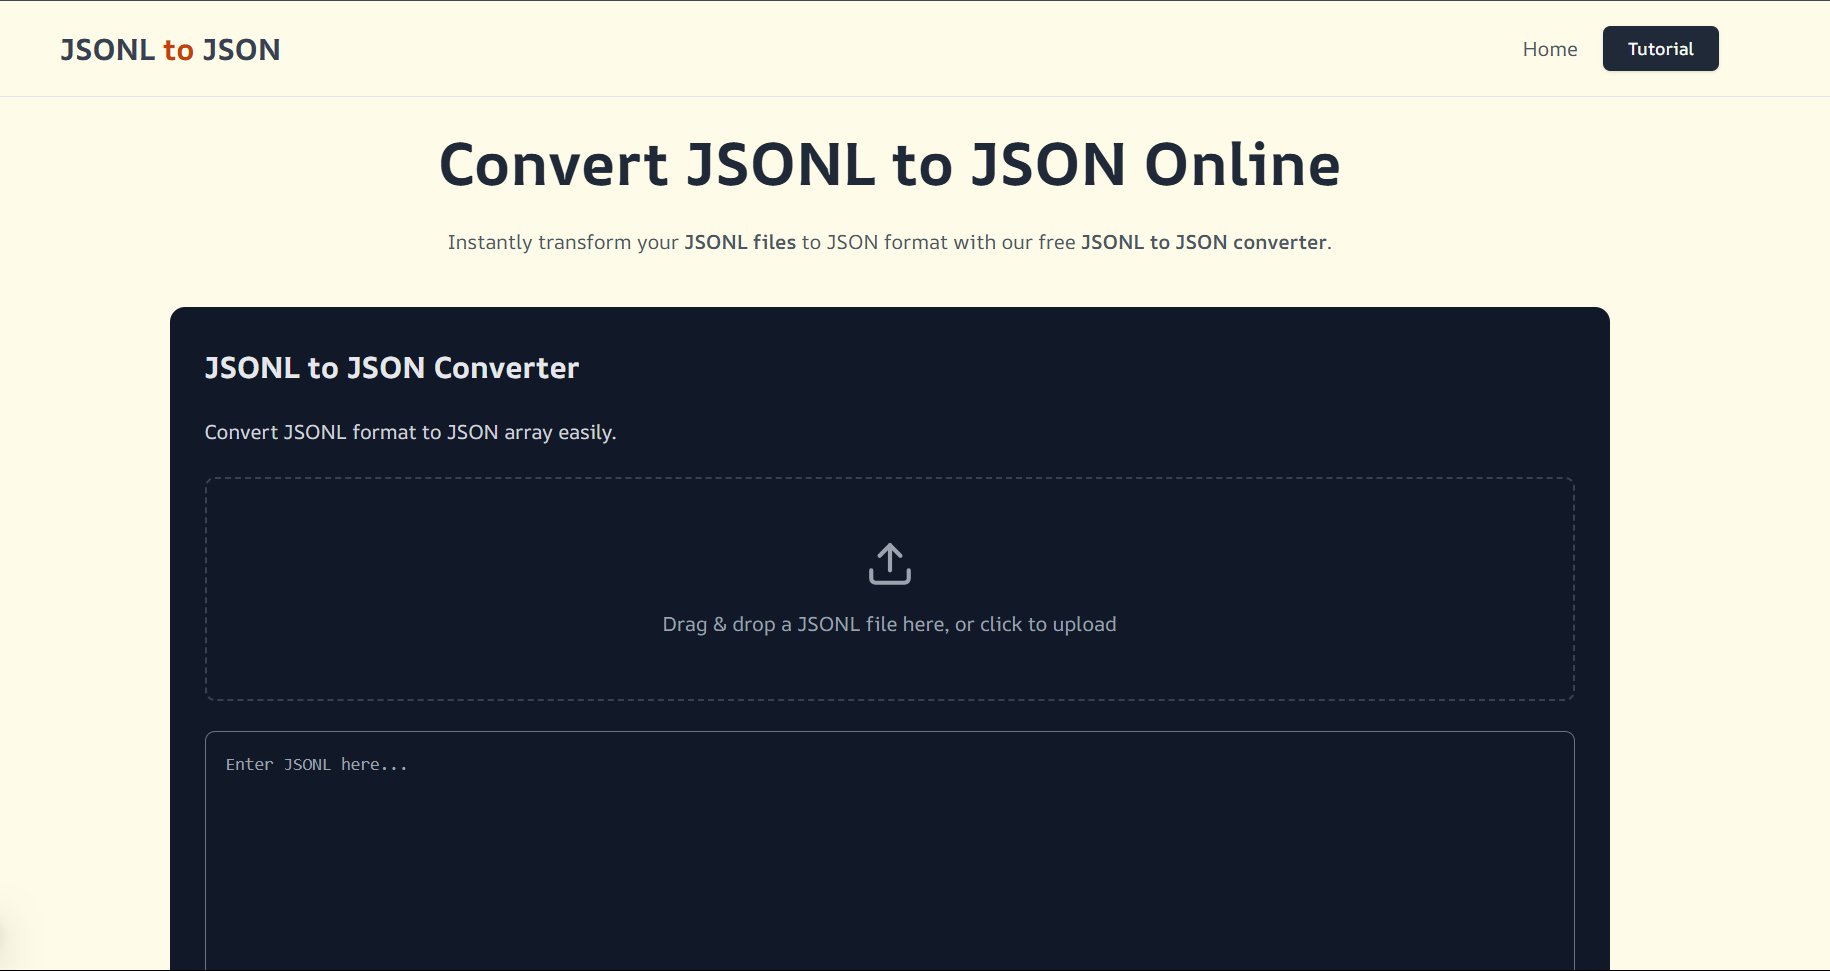 JSONL to JSON
Home
Tutorial
Convert JSONL to JSON Online
Instantly transform your JSONL files to JSON format with our free JSONL to JSON converter.
JSONL to JSON Converter
Convert JSONL format to JSON array easily.
Drag & drop a JSONL file here, or click to upload
Enter JSONL here...